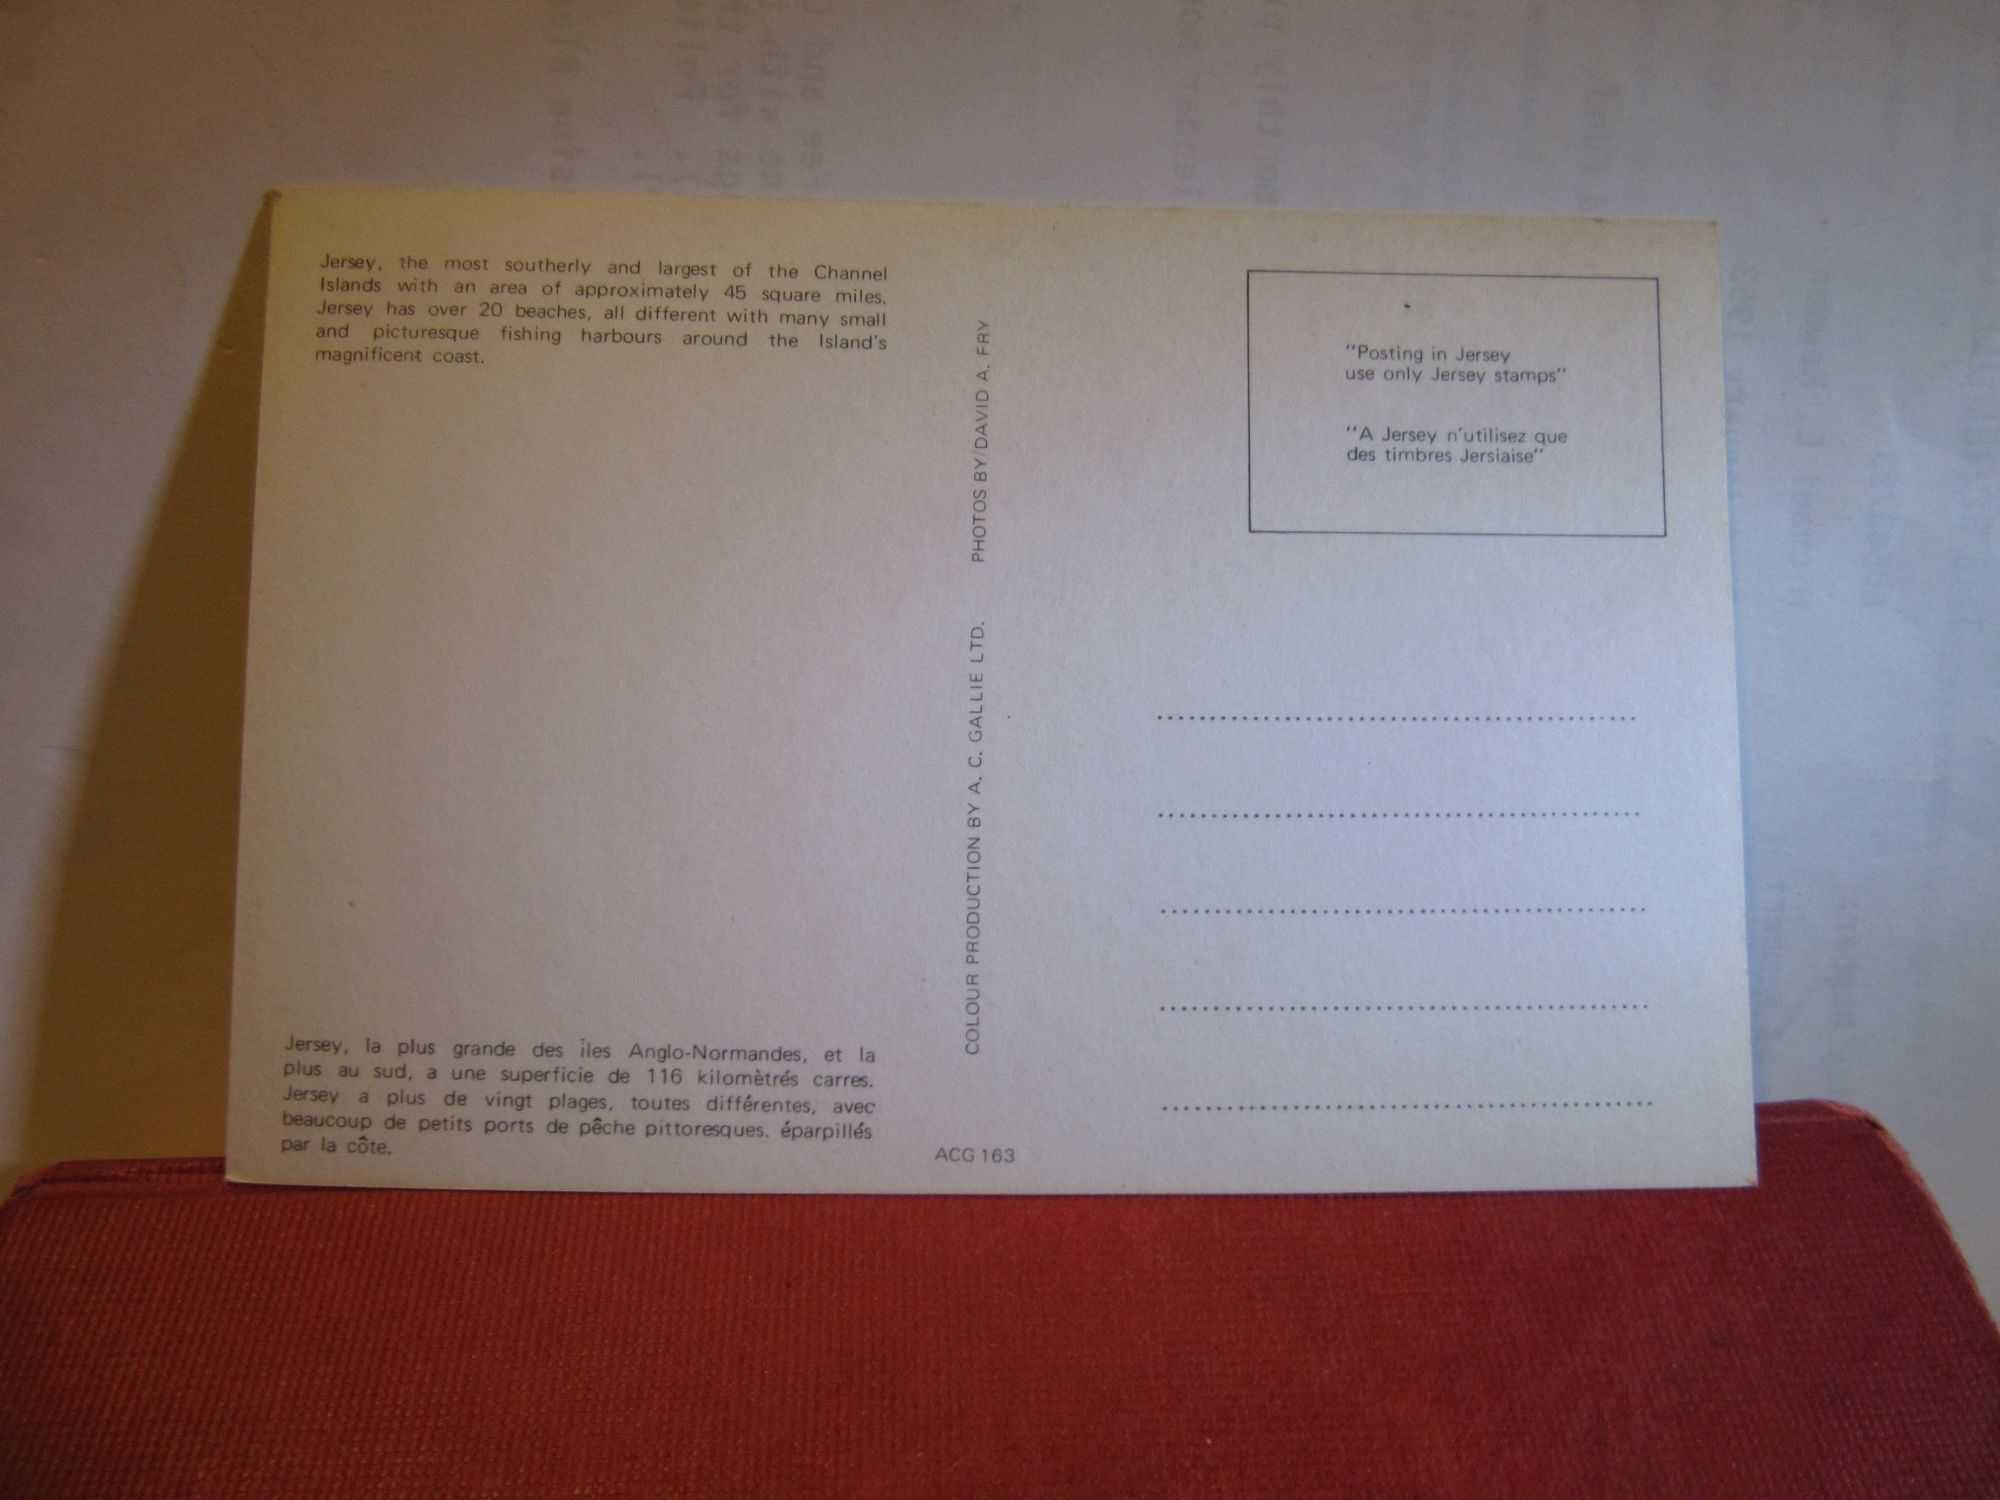 Jersey, the most southerly and largest of the Channel
Islands with an area of approximately 45 square miles.
Jersey has over 20 beaches, all different with many small
and picturesque fishing harbours around the Island's
magnificent coast.
Jersey, la plus grande des îles Anglo-Normandes, et la
plus au sud, a une superficie de 116 kilomètrés carres.
Jersey a plus de vingt plages, toutes différentes, avec
beaucoup de petits ports de pêche pittoresques. éparpillés
par la côte.
COLOUR PRODUCTION BY A. C. GALLIE LTD. PHOTOS BY/DAVID A. FRY
ACG 163
"Posting in Jersey
use only Jersey stamps"
"A Jersey n'utilisez que
des timbres Jersiaise"